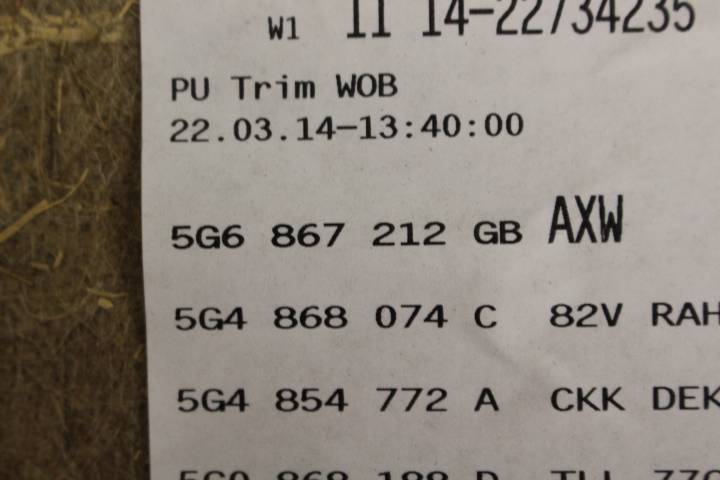 W1 11 14-22734235
PU Trim WOB
22.03.14-13:40:00
5G6 867 212 GB AXW
5G4 868 074 C 82V RAH
5G4 854 772 A CKK DEK